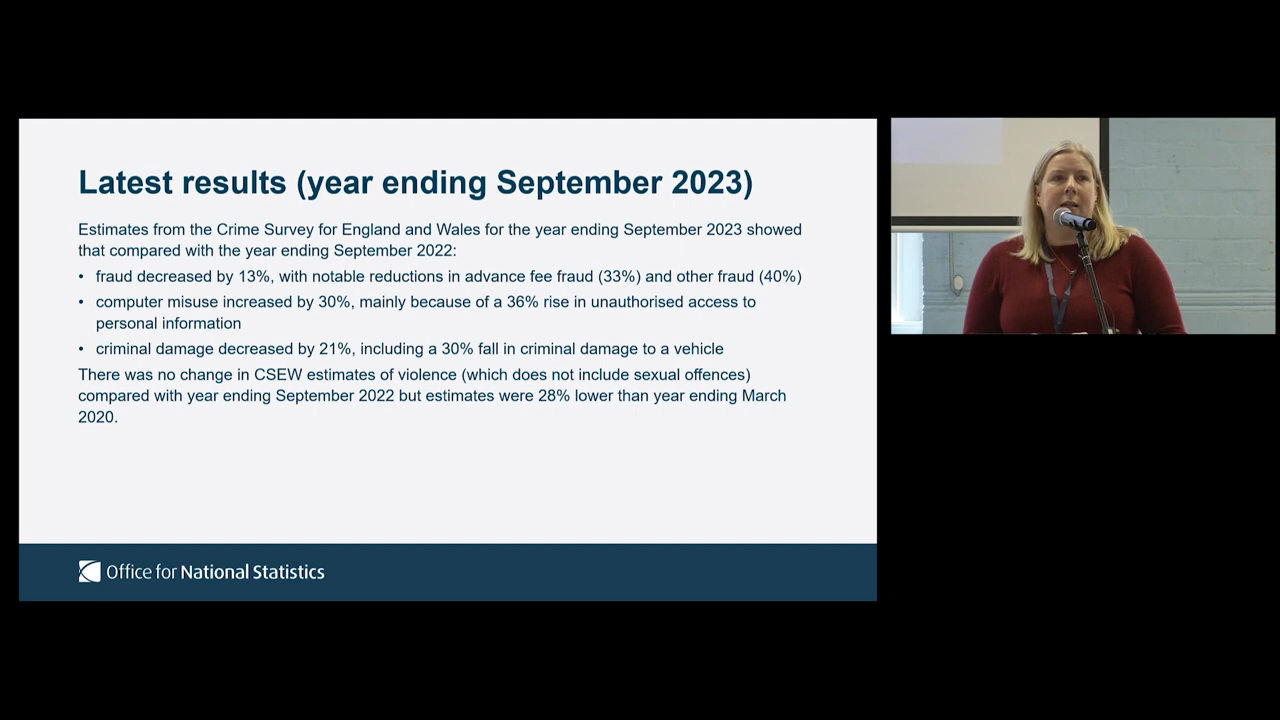 Latest results (year ending September 2023)
Estimates from the Crime Survey for England and Wales for the year ending September 2023 showed
that compared with the year ending September 2022:
• fraud decreased by 13%, with notable reductions in advance fee fraud (33%) and other fraud (40%)
• computer misuse increased by 30%, mainly because of a 36% rise in unauthorised access to
personal information
• criminal damage decreased by 21%, including a 30% fall in criminal damage to a vehicle
There was no change in CSEW estimates of violence (which does not include sexual offences)
compared with year ending September 2022 but estimates were 28% lower than year ending March
2020.
Office for National Statistics